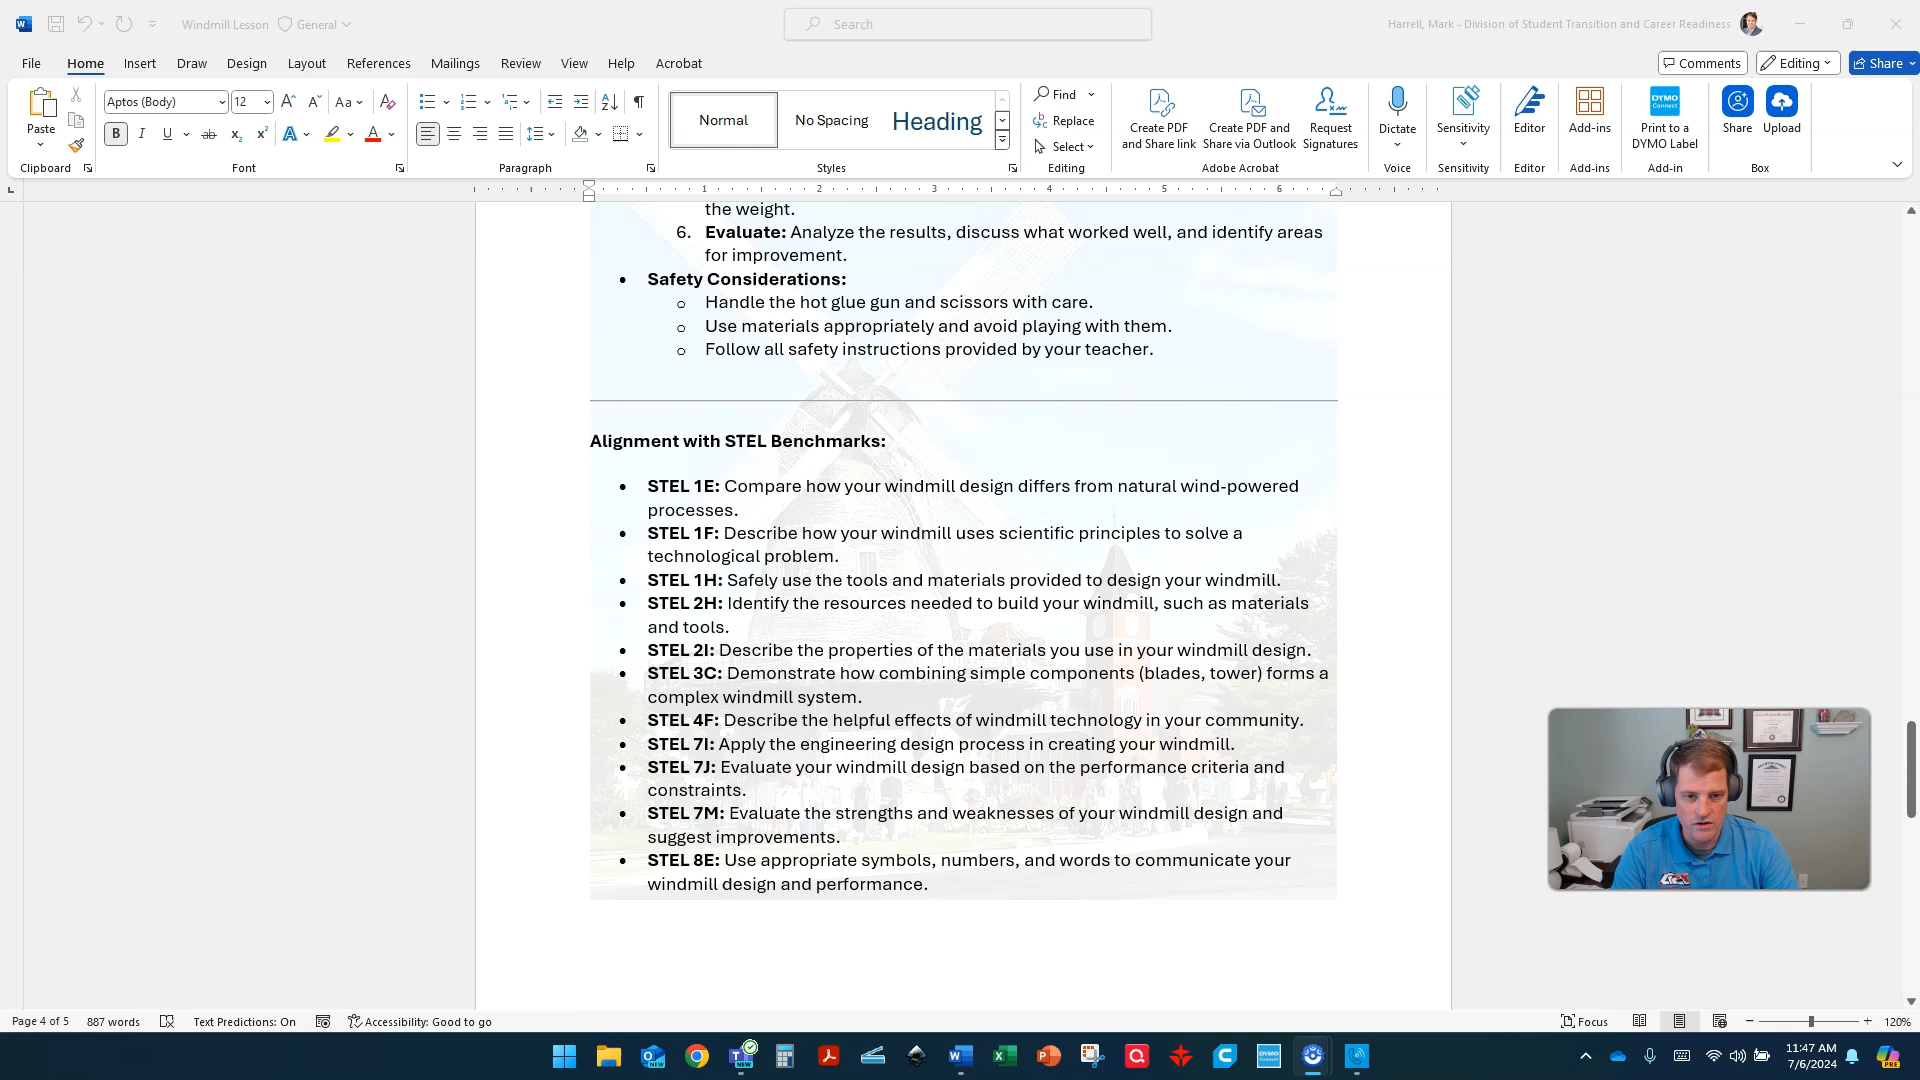 Windmill Lesson General
Search
Harrell, Mark - Division of Student Transition and Career Readiness
File Home Insert Draw Design Layout References Mailings Review View Help Acrobat
Comments Editing Share
Paste
Aptos (Body) 12
Normal No Spacing Heading
Find
Replace
Select
Create PDF and Share link
Create PDF and Share via Outlook
Request Signatures
Dictate
Sensitivity
Editor
Add-ins
Print to a DYMO Label
Share
Upload
Clipboard Font Paragraph Styles Editing Adobe Acrobat Voice Sensitivity Editor Add-ins Add-in Box
1 2 3 4 5 6
the weight.
6. Evaluate: Analyze the results, discuss what worked well, and identify areas
for improvement.
• Safety Considerations:
o Handle the hot glue gun and scissors with care.
o Use materials appropriately and avoid playing with them.
o Follow all safety instructions provided by your teacher.
Alignment with STEL Benchmarks:
• STEL 1E: Compare how your windmill design differs from natural wind-powered
processes.
• STEL 1F: Describe how your windmill uses scientific principles to solve a
technological problem.
• STEL 1H: Safely use the tools and materials provided to design your windmill.
• STEL 2H: Identify the resources needed to build your windmill, such as materials
and tools.
• STEL 2I: Describe the properties of the materials you use in your windmill design.
• STEL 3C: Demonstrate how combining simple components (blades, tower) forms a
complex windmill system.
• STEL 4F: Describe the helpful effects of windmill technology in your community.
• STEL 7I: Apply the engineering design process in creating your windmill.
• STEL 7J: Evaluate your windmill design based on the performance criteria and
constraints.
• STEL 7M: Evaluate the strengths and weaknesses of your windmill design and
suggest improvements.
• STEL 8E: Use appropriate symbols, numbers, and words to communicate your
windmill design and performance.
Page 4 of 5 887 words Text Predictions: On Accessibility: Good to go
Focus 120%
11:47 AM
7/6/2024